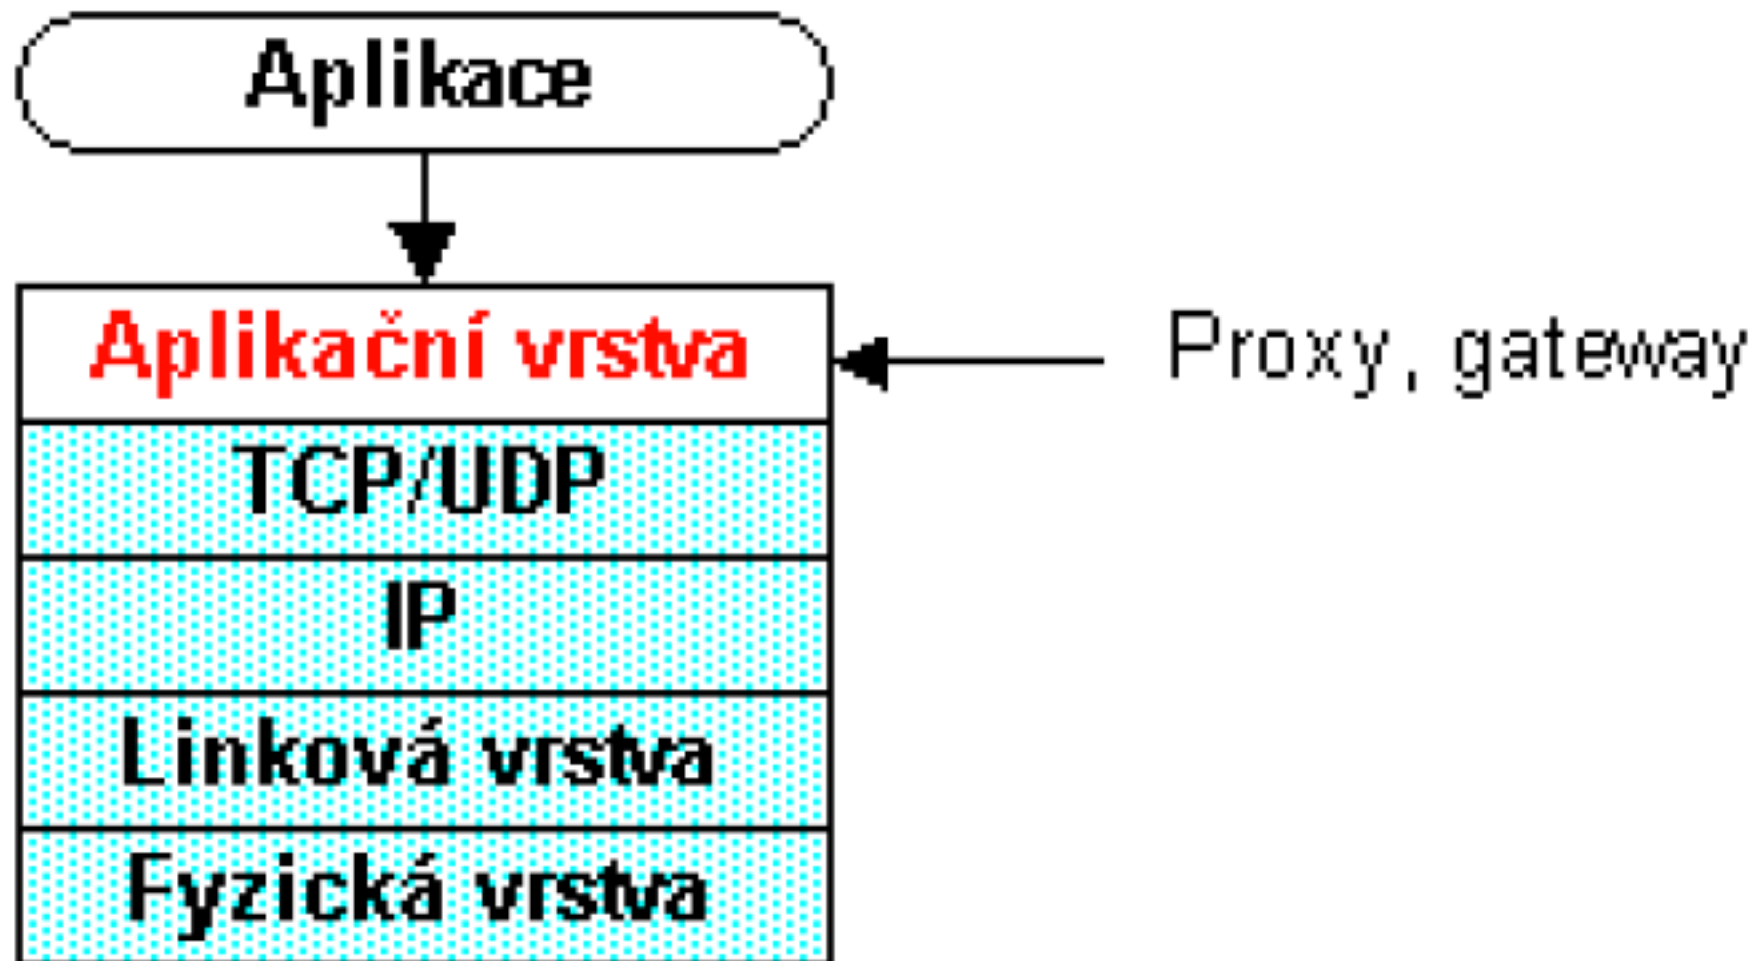 Aplikace
Aplikační vrstva
Proxy, gateway
TCP/UDP
IP
Linková vrstva
Fyzická vrstva